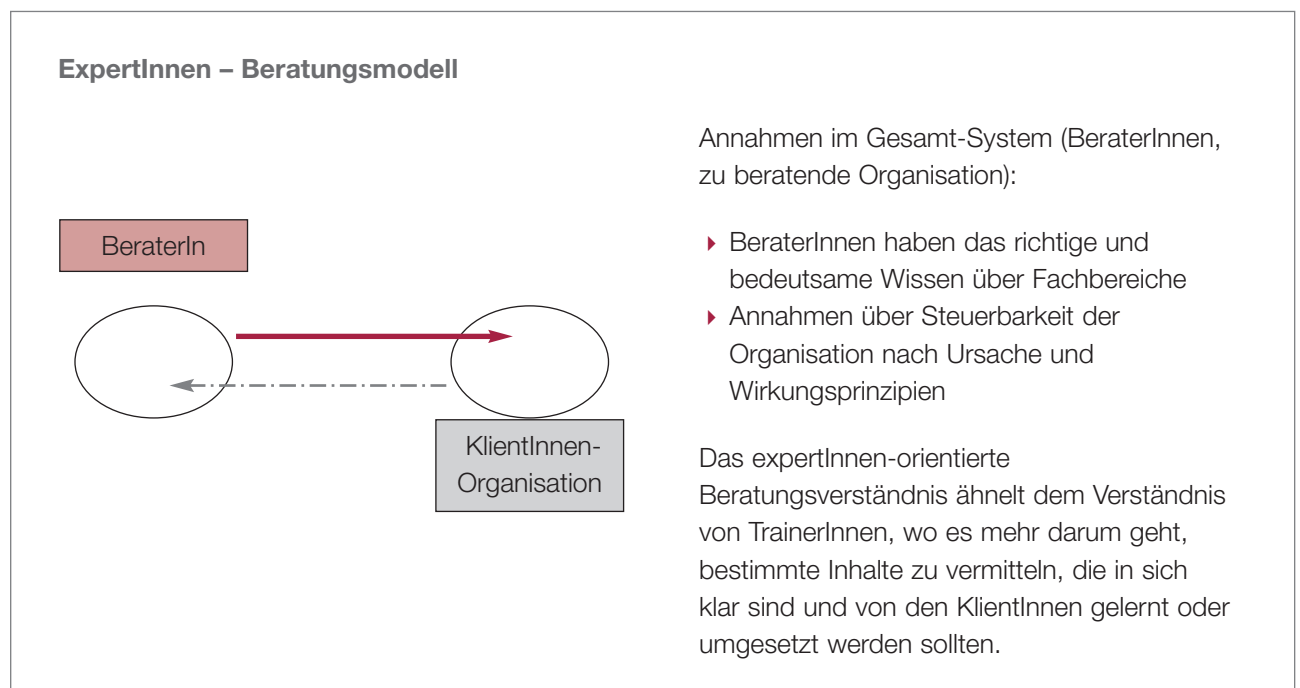 ExpertInnen – Beratungsmodell
BeraterIn
KlientInnen-
Organisation
Annahmen im Gesamt-System (BeraterInnen,
zu beratende Organisation):
BeraterInnen haben das richtige und
bedeutsame Wissen über Fachbereiche
Annahmen über Steuerbarkeit der
Organisation nach Ursache und
Wirkungsprinzipien
Das expertInnen-orientierte
Beratungsverständnis ähnelt dem Verständnis
von TrainerInnen, wo es mehr darum geht,
bestimmte Inhalte zu vermitteln, die in sich
klar sind und von den KlientInnen gelernt oder
umgesetzt werden sollten.